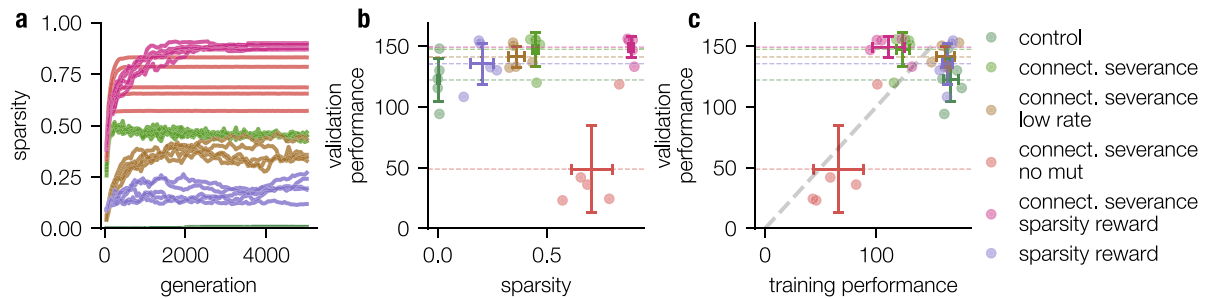 a
b
c
1.00
0.75
0.50
0.25
0.00
sparsity
0
2000
4000
generation
150
100
50
0
validation
performance
0.0
0.5
sparsity
150
100
50
0
validation
performance
0
100
training performance
control
connect. severance
connect. severance
low rate
connect. severance
no mut
connect. severance
sparsity reward
sparsity reward